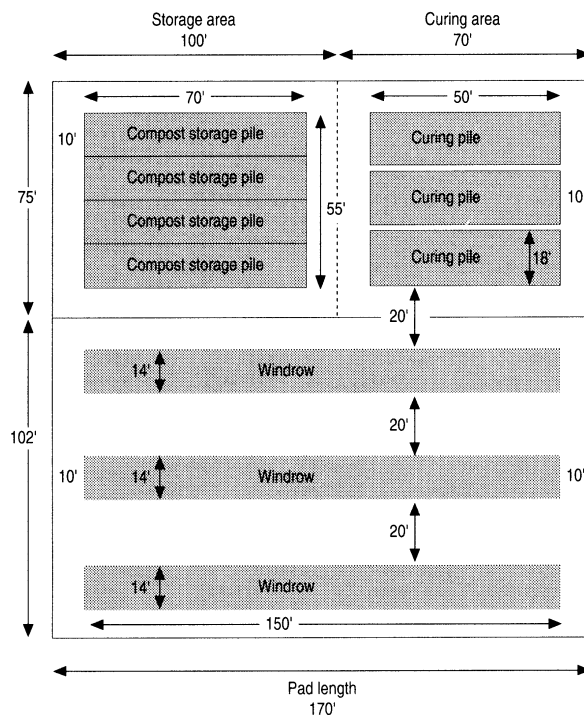 Storage area
100'
Curing area
70'
70'
50'
10'
Compost storage pile
Compost storage pile
Compost storage pile
Compost storage pile
55'
Curing pile
Curing pile
Curing pile
10'
18'
75'
20'
14'
Windrow
20'
102'
10'
14'
Windrow
10'
20'
14'
Windrow
150'
Pad length
170'